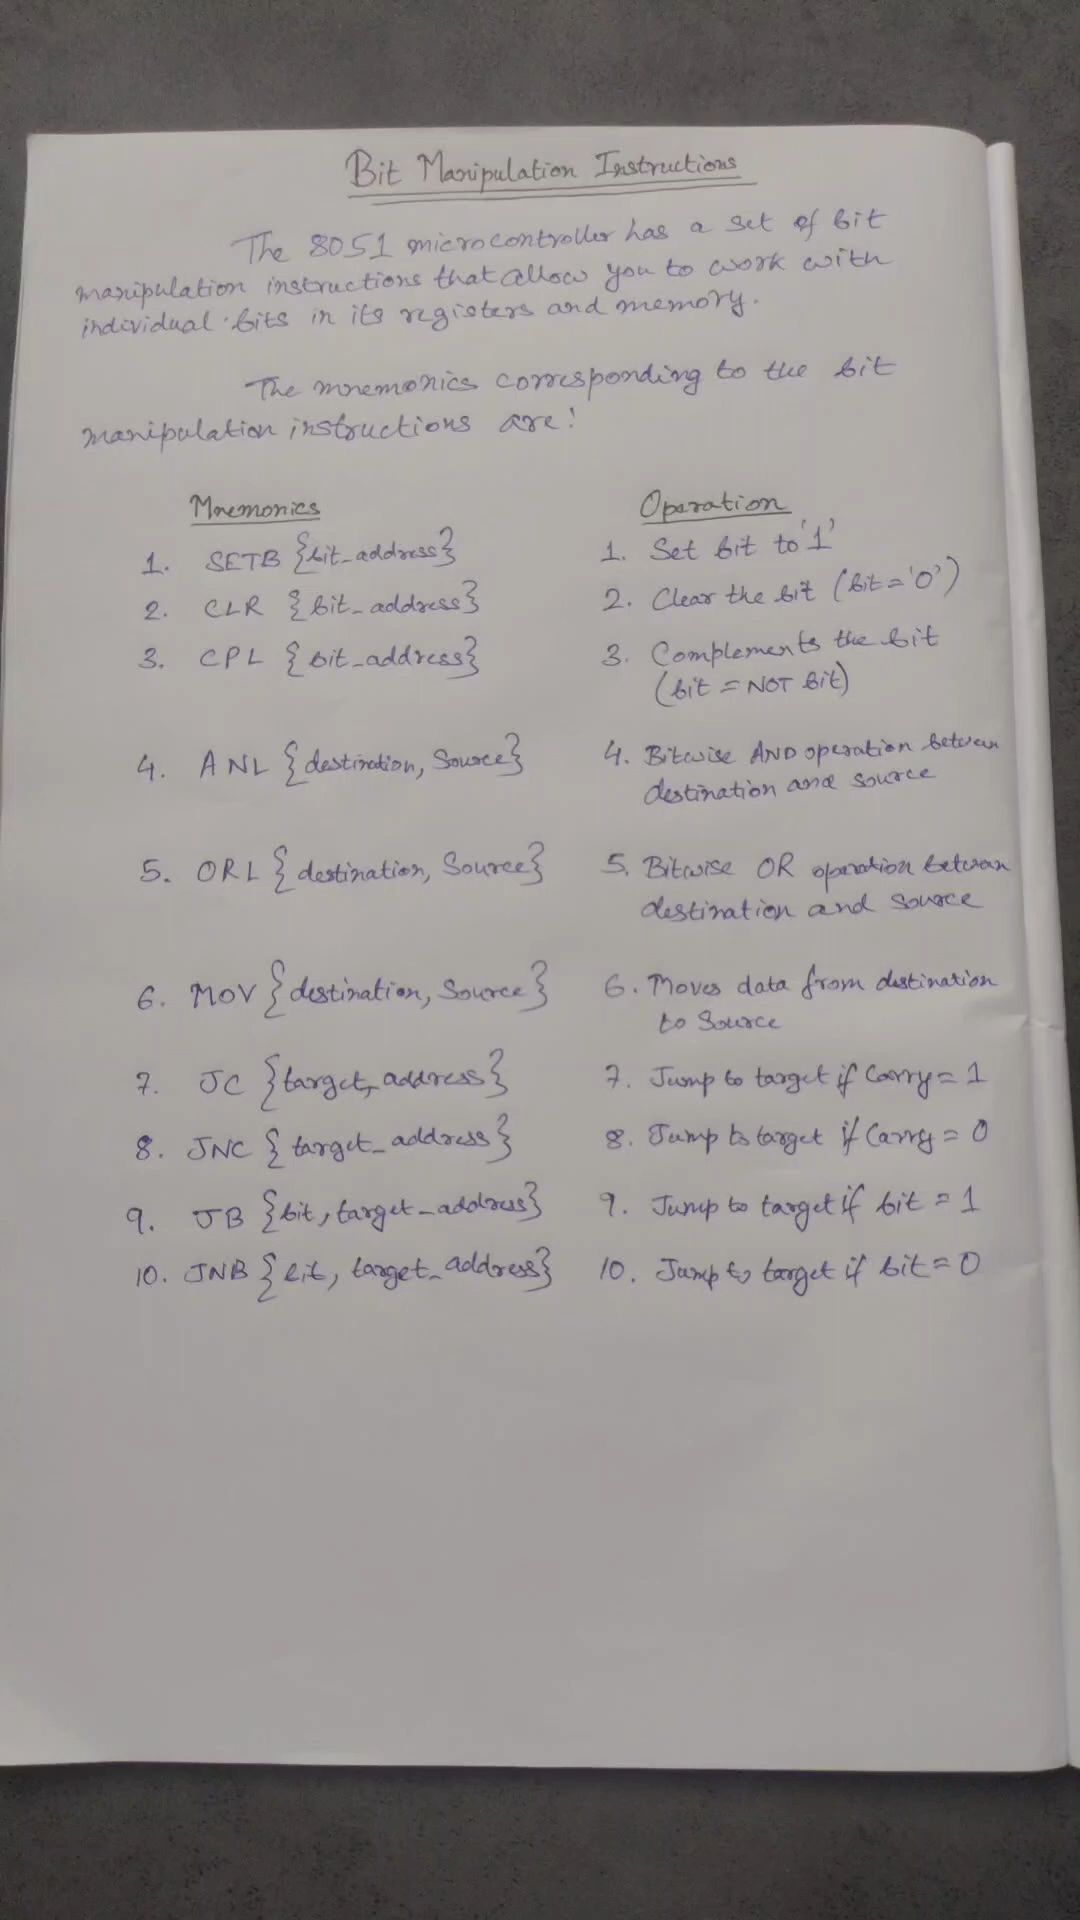 Bit Manipulation Instructions
The 8051 microcontroller has a set of bit
manipulation instructions that allow you to work with
individual bits in its registers and memory.
The mnemonics corresponding to the bit
manipulation instructions are:
Mnemonics
Operation
1. SETB {bit_address}
1. Set bit to '1'
2. CLR {bit_address}
2. Clear the bit (bit = '0')
3. CPL {bit_address}
3. Complements the bit
(bit = NOT bit)
4. ANL {destination, Source}
4. Bitwise AND operation between
destination and source
5. ORL {destination, Source}
5. Bitwise OR operation between
destination and source
6. MOV {destination, Source}
6. Moves data from destination
to Source
7. JC {target_address}
7. Jump to target if Carry = 1
8. JNC {target_address}
8. Jump to target if Carry = 0
9. JB {bit, target_address}
9. Jump to target if bit = 1
10. JNB {bit, target_address}
10. Jump to target if bit = 0